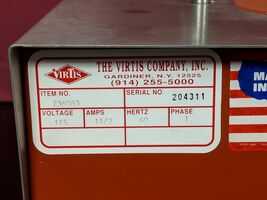 VIRTIS
THE VIRTIS COMPANY, INC.
GARDINER, N.Y. 12525
(914) 255-5000
ITEM NO. SERIAL NO.
236083 204311
VOLTAGE AMPS HERTZ PHASE
115 11/2 60 1
MA
IN